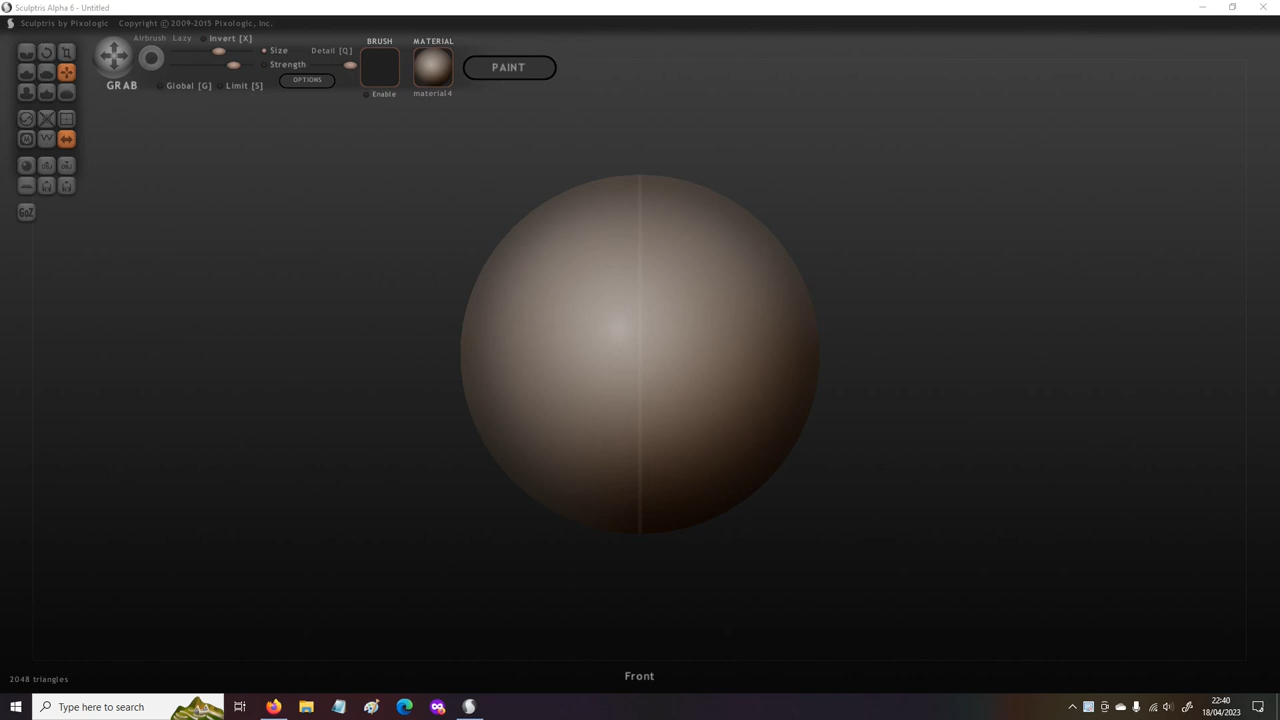 Sculptris Alpha 6 - Untitled
Sculptris by Pixologic Copyright © 2009-2015 Pixologic, Inc.
Airbrush Lazy Invert [X]
BRUSH MATERIAL
Size Detail [Q]
Strength
PAINT
OPTIONS
GRAB Global [G] Limit [S]
Enable material4
OBJ OBJ
GoZ
Front
2048 triangles
Type here to search
22:40
18/04/2023